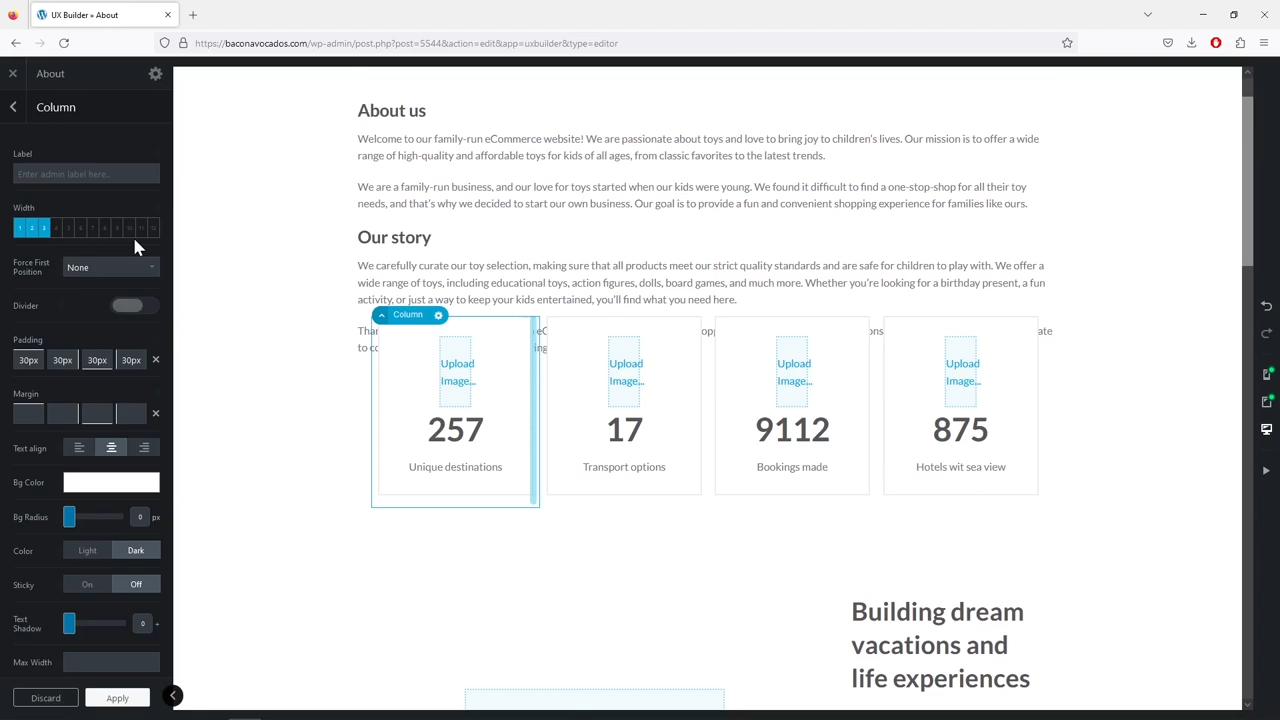 UX Builder » About
https://baconavocados.com/wp-admin/post.php?post=5544&action=edit&app=uxbuilder&type=editor
About
Column
Label
Enter admin label here..
Width
1 2 3 4 5 6 7 8 9 10 11 12
Force First
Position
None
Divider
Padding
30px 30px 30px 30px
Margin
Text align
Bg Color
Bg Radius
0 px
Color
Light Dark
Sticky
On Off
Text
Shadow
0
Max Width
Discard
Apply
About us
Welcome to our family-run eCommerce website! We are passionate about toys and love to bring joy to children's lives. Our mission is to offer a wide
range of high-quality and affordable toys for kids of all ages, from classic favorites to the latest trends.
We are a family-run business, and our love for toys started when our kids were young. We found it difficult to find a one-stop-shop for all their toy
needs, and that's why we decided to start our own business. Our goal is to provide a fun and convenient shopping experience for families like ours.
Our story
We carefully curate our toy selection, making sure that all products meet our strict quality standards and are safe for children to play with. We offer a
wide range of toys, including educational toys, action figures, dolls, board games, and much more. Whether you're looking for a birthday present, a fun
activity, or just a way to keep your kids entertained, you'll find what you need here.
Column
Upload
Image...
257
Unique destinations
Upload
Image...
17
Transport options
Upload
Image...
9112
Bookings made
Upload
Image...
875
Hotels wit sea view
Building dream
vacations and
life experiences